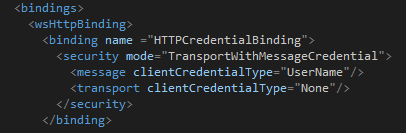 <bindings>
<wsHttpBinding>
<binding name ="HTTPCredentialBinding">
<security mode="TransportWithMessageCredential">
<message clientCredentialType="UserName"/>
<transport clientCredentialType="None"/>
</security>
</binding>